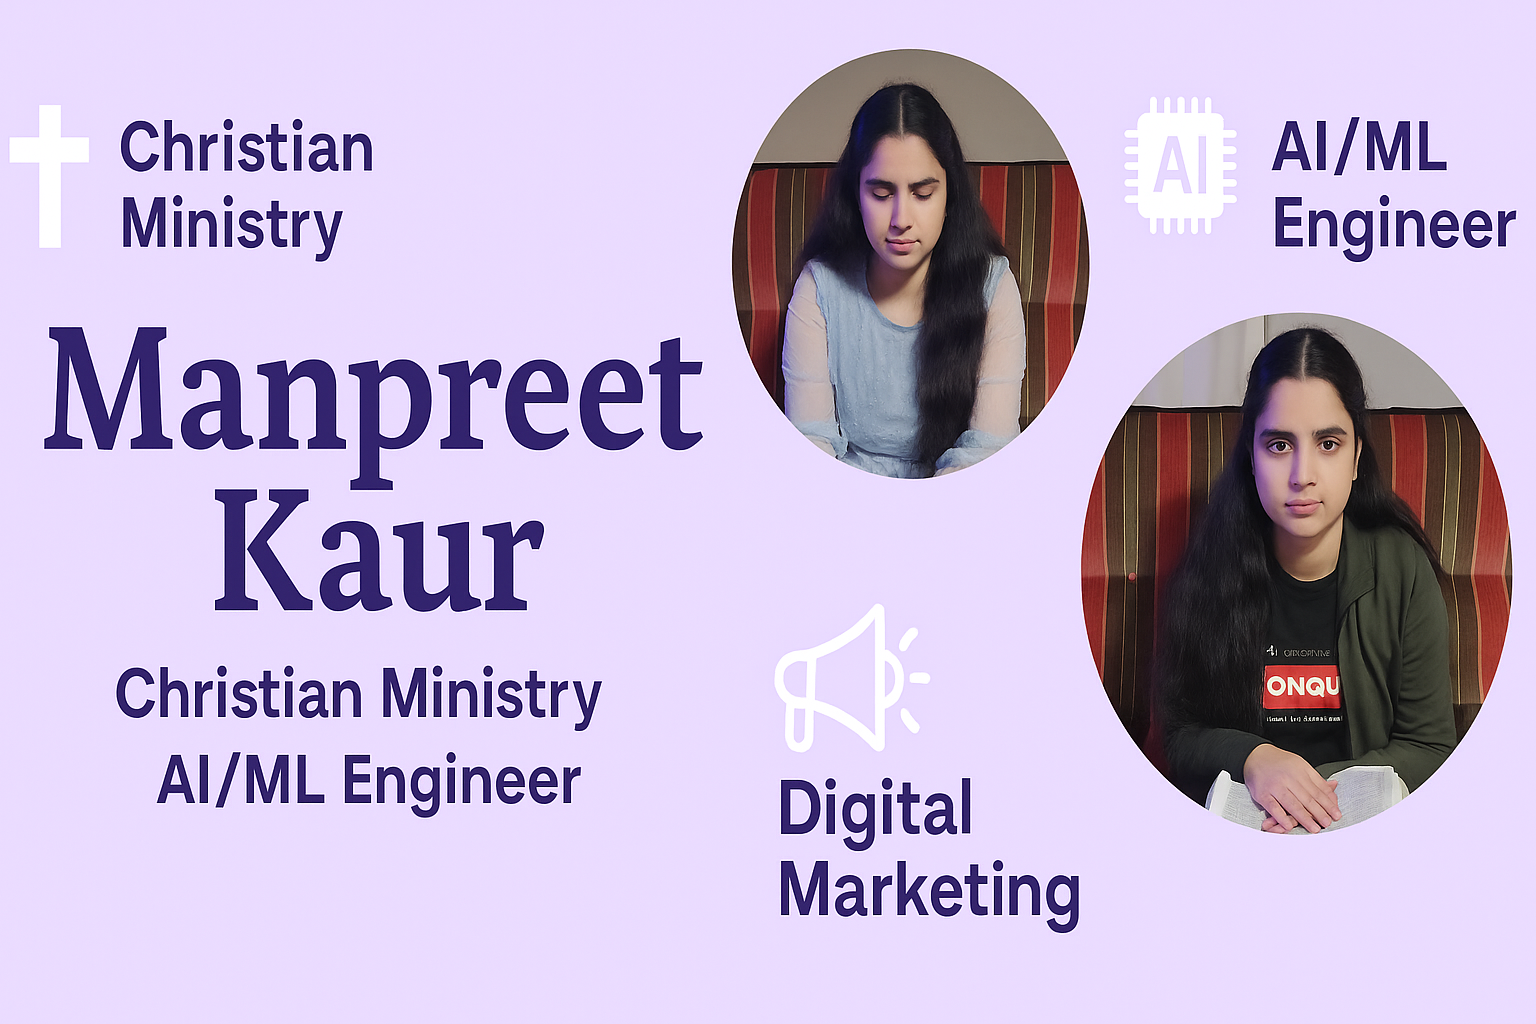 Christian
Ministry
Manpreet
Kaur
Christian Ministry
AI/ML Engineer
AI
AI/ML
Engineer
ONQU
Digital
Marketing